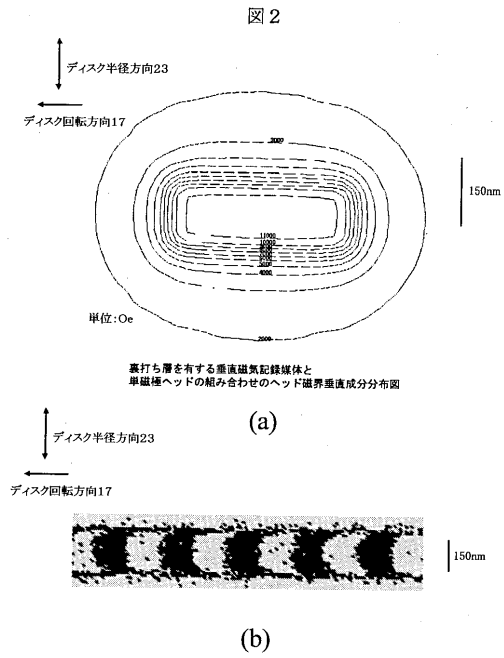 図2
ディスク半径方向23
ディスク回転方向17
3000
150nm
11000
10000
5000
4000
単位:Oe
2000
裏打ち層を有する垂直磁気記録媒体と
単磁極ヘッドの組み合わせのヘッド磁界垂直成分分布図
(a)
ディスク半径方向23
ディスク回転方向17
150nm
(b)